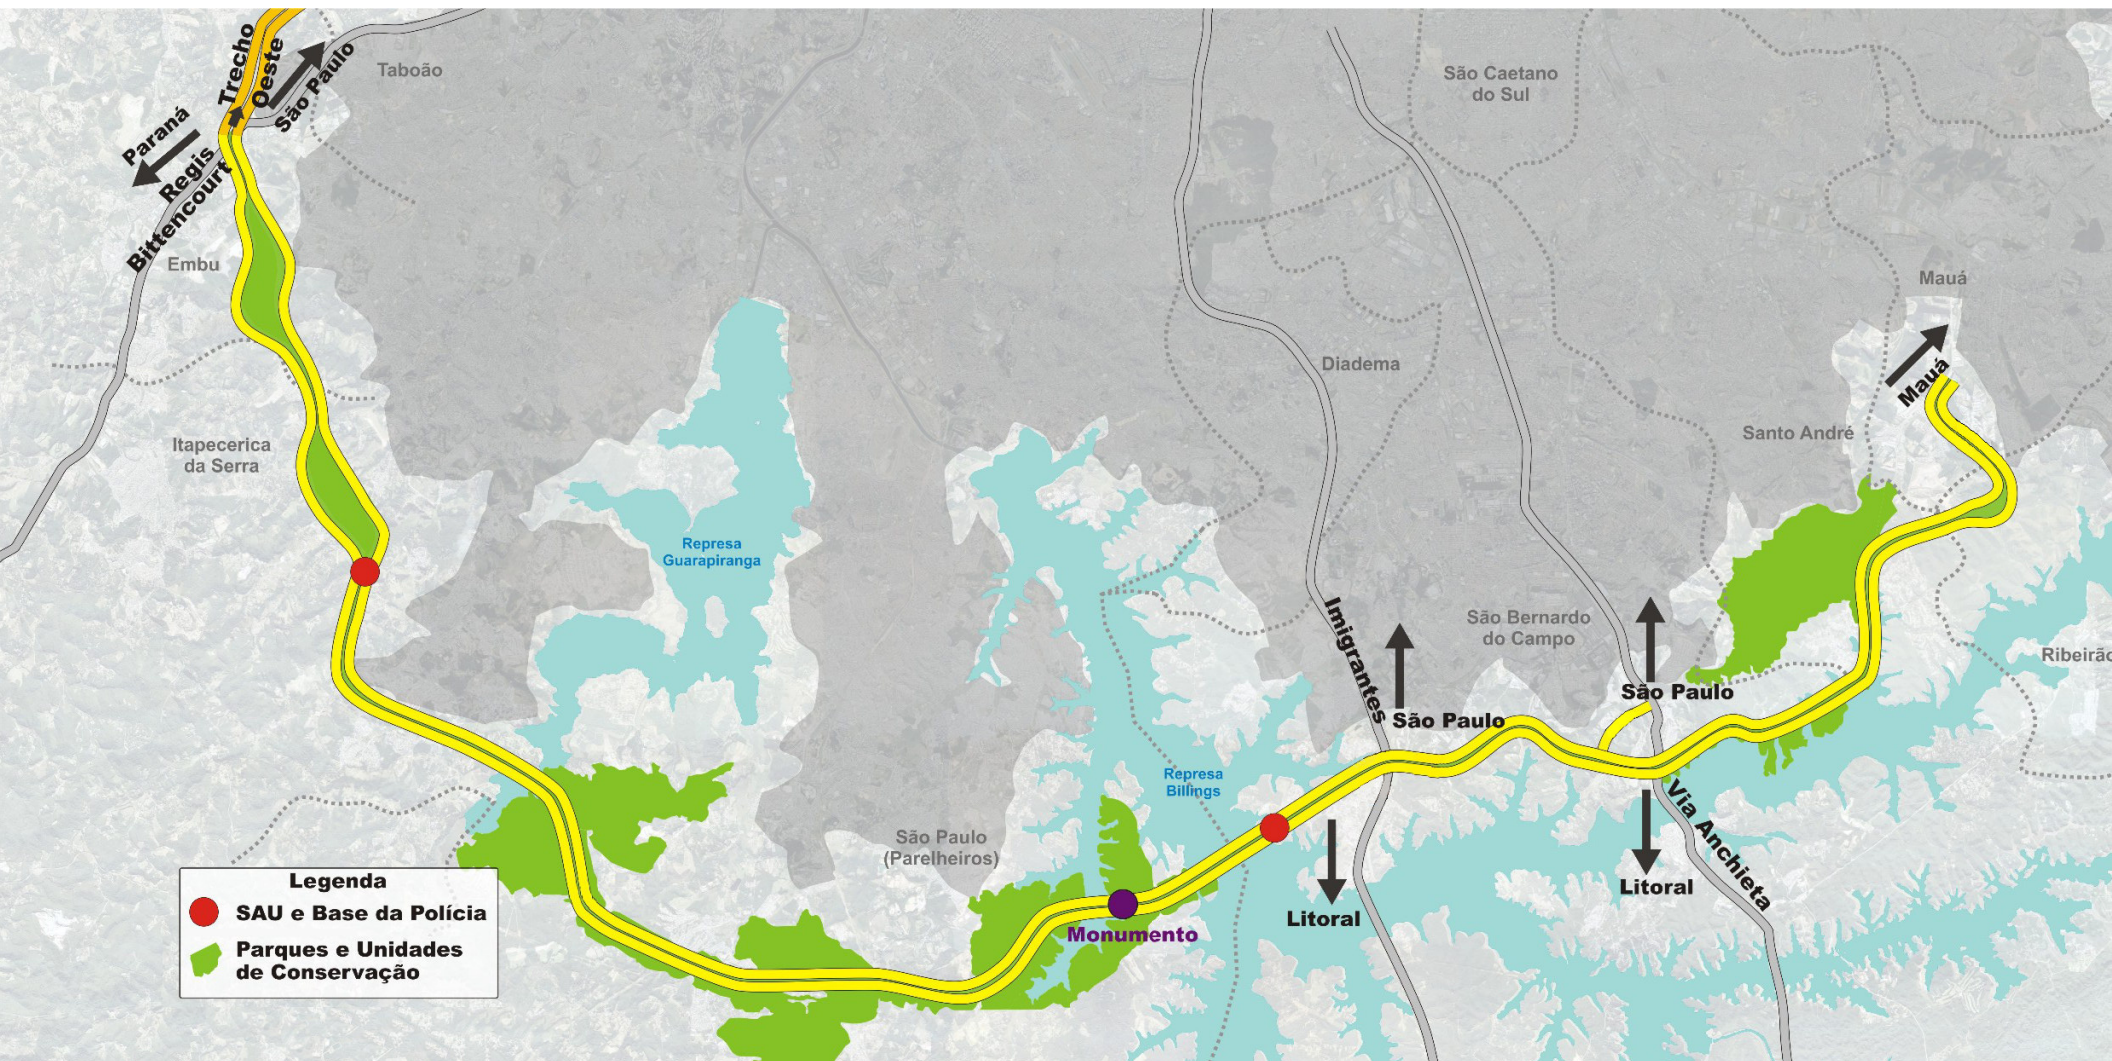 Trecho
Oeste
São Paulo
Taboão
Paraná
Regis
Bittencourt
Embu
São Caetano
do Sul
Mauá
Diadema
Mauá
Itapecerica
da Serra
Santo André
Represa
Guarapiranga
Imigrantes
São Bernardo
do Campo
Ribeirão
São Paulo
São Paulo
Represa
Billings
São Paulo
(Parelheiros)
Via Anchieta
Litoral
Litoral
Monumento
Legenda
SAU e Base da Polícia
Parques e Unidades
de Conservação